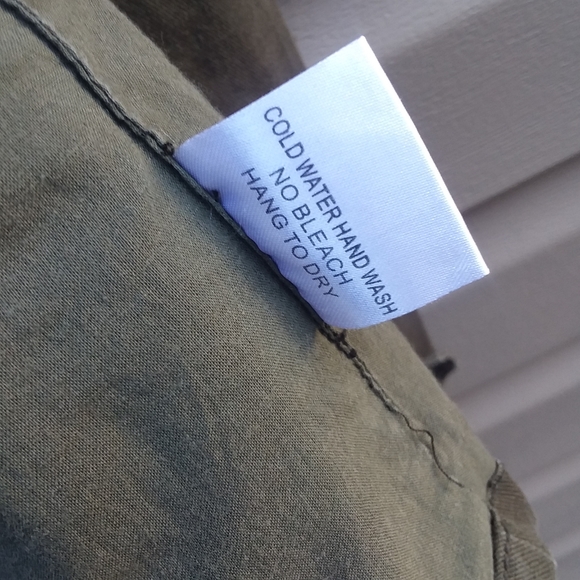 COLD WATER HAND WASH
NO BLEACH
HANG TO DRY